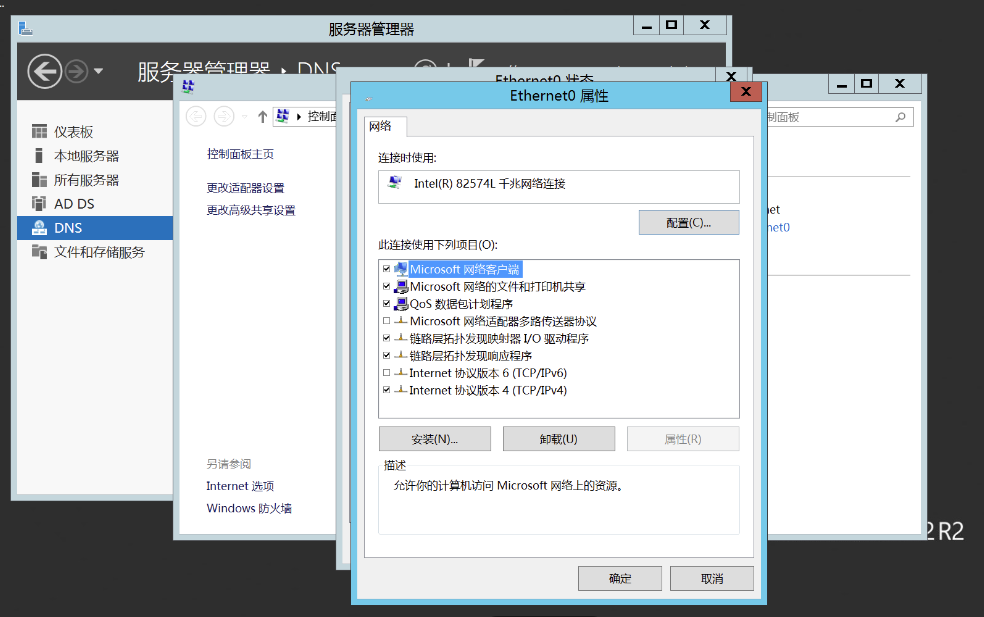 服务器管理器
服务器管理器 · DNS
仪表板
本地服务器
所有服务器
AD DS
DNS
文件和存储服务
控制面
控制面板主页
更改适配器设置
更改高级共享设置
另请参阅
Internet 选项
Windows 防火墙
Ethernet0 状态
Ethernet0 属性
网络
连接时使用:
Intel(R) 82574L 千兆网络连接
配置(C)...
此连接使用下列项目(O):
Microsoft 网络客户端
Microsoft 网络的文件和打印机共享
QoS 数据包计划程序
Microsoft 网络适配器多路传送器协议
链路层拓扑发现映射器 I/O 驱动程序
链路层拓扑发现响应程序
Internet 协议版本 6 (TCP/IPv6)
Internet 协议版本 4 (TCP/IPv4)
安装(N)...
卸载(U)
属性(R)
描述
允许你的计算机访问 Microsoft 网络上的资源。
确定
取消
制面板
et
net0
2 R2